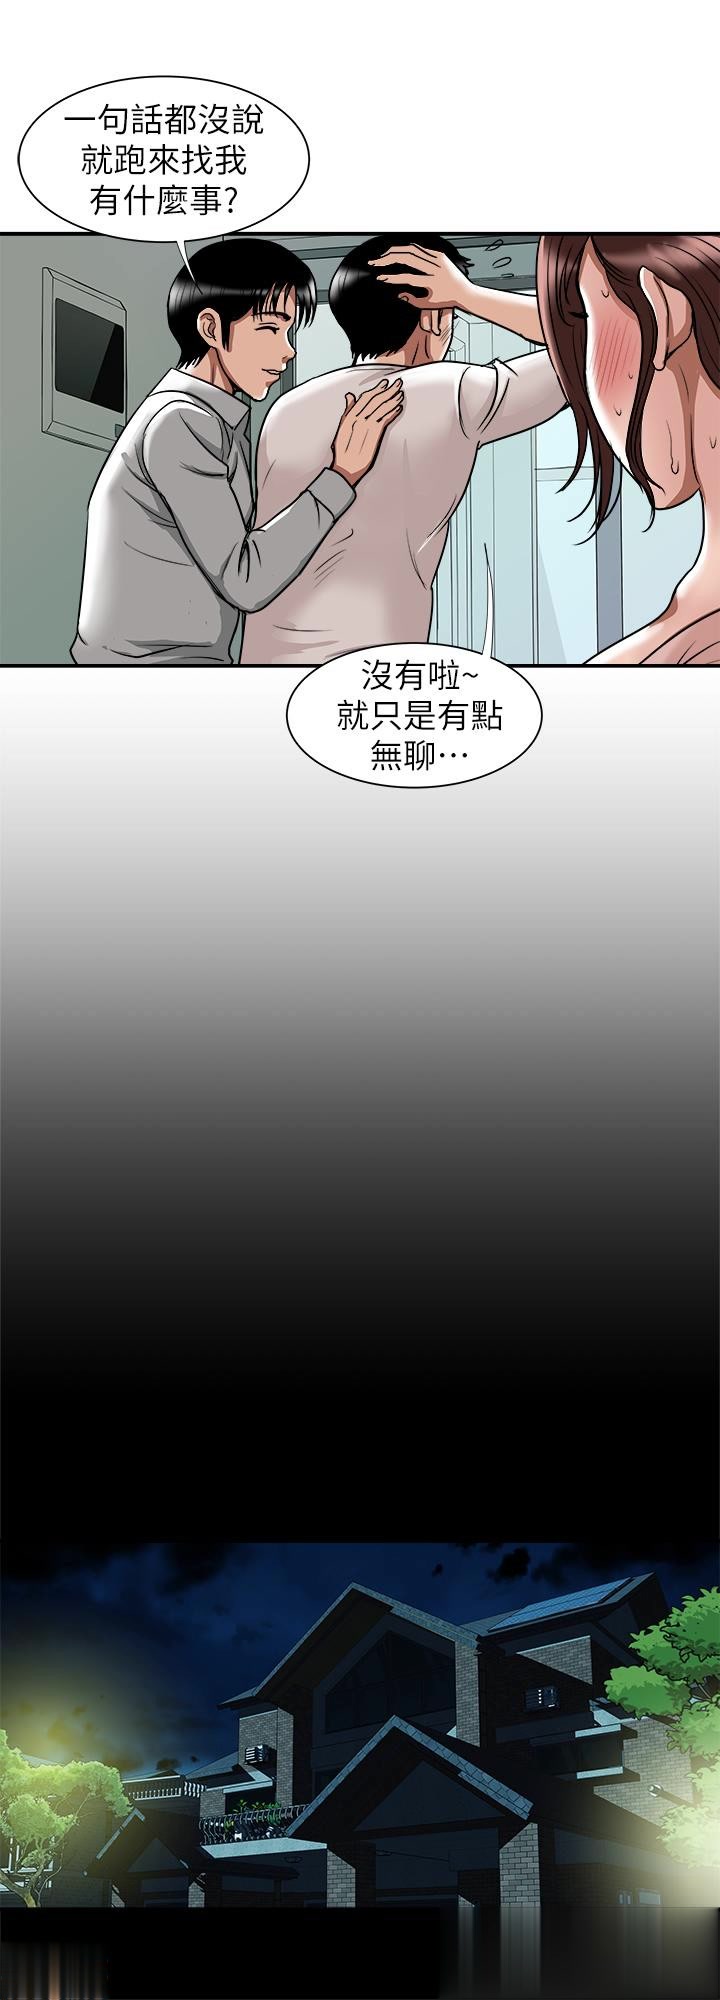 一句話都沒說
就跑來找我
有什麼事?
沒有啦~
就只是有點
無聊⋯